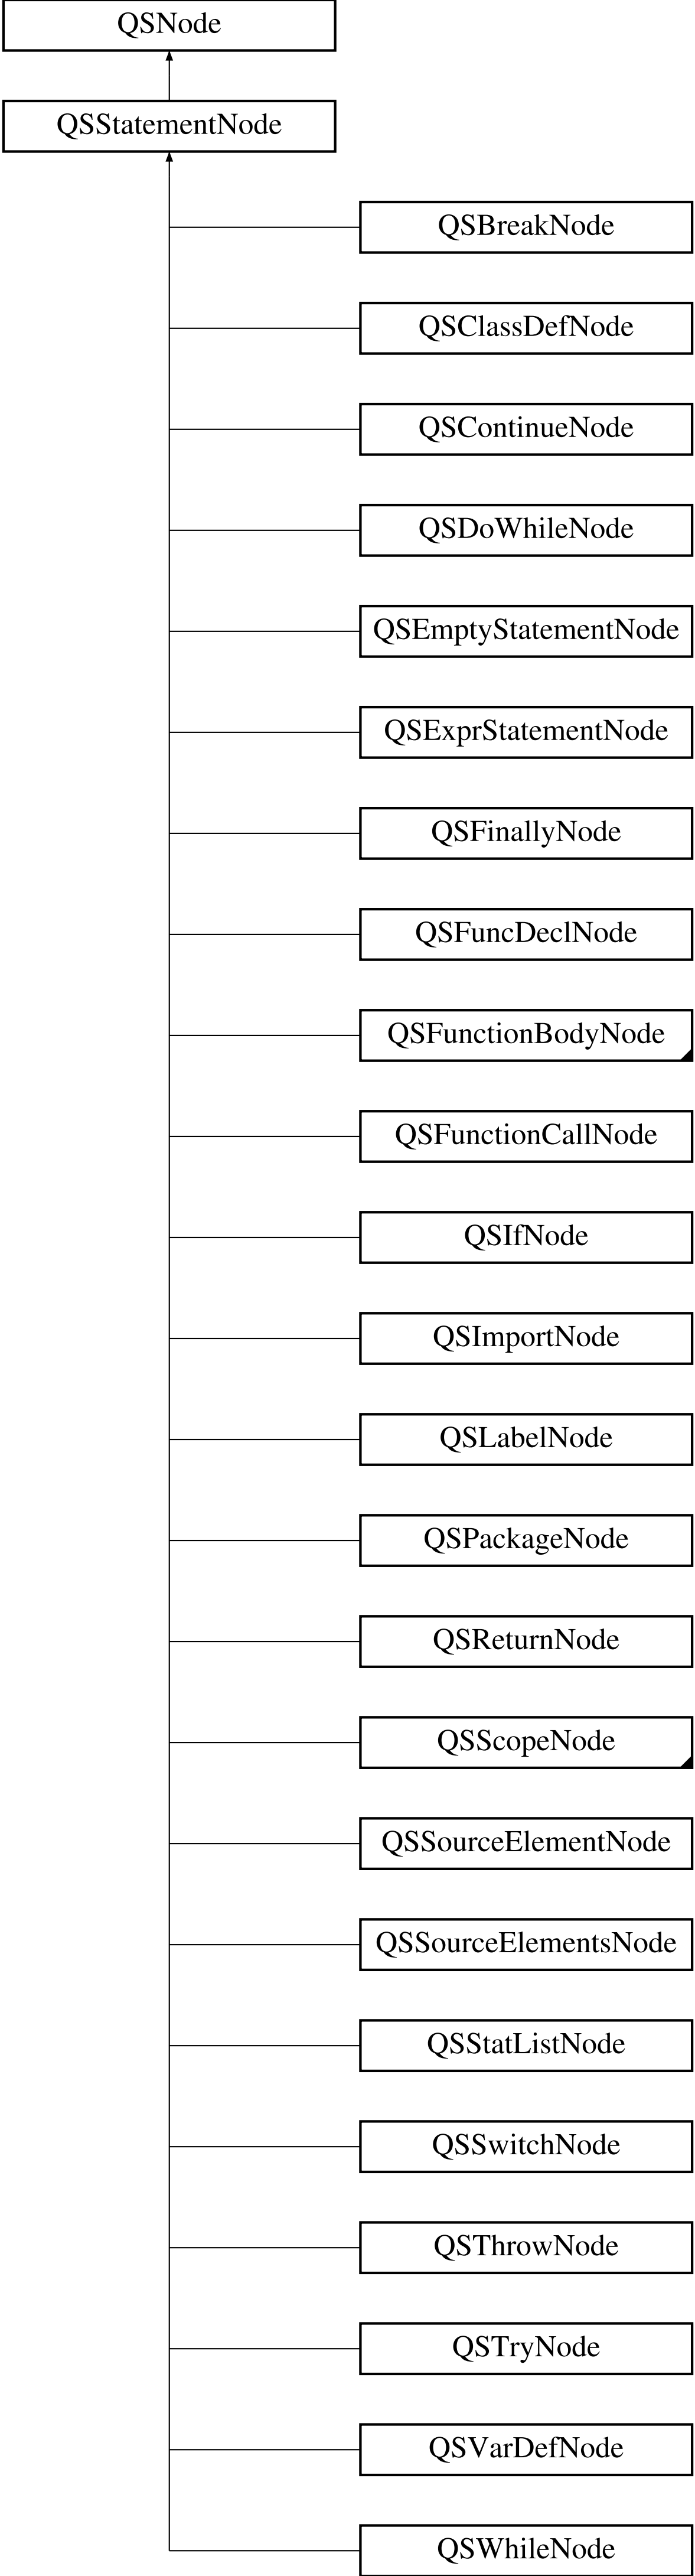 QSNode
QSStatementNode
QSBreakNode
QSClassDefNode
QSContinueNode
QSDoWhileNode
QSEmptyStatementNode
QSExprStatementNode
QSFinallyNode
QSFuncDeclNode
QSFunctionBodyNode
QSFunctionCallNode
QSIfNode
QSImportNode
QSLabelNode
QSPackageNode
QSReturnNode
QSScopeNode
QSSourceElementNode
QSSourceElementsNode
QSStatListNode
QSSwitchNode
QSThrowNode
QSTryNode
QSVarDefNode
QSWhileNode